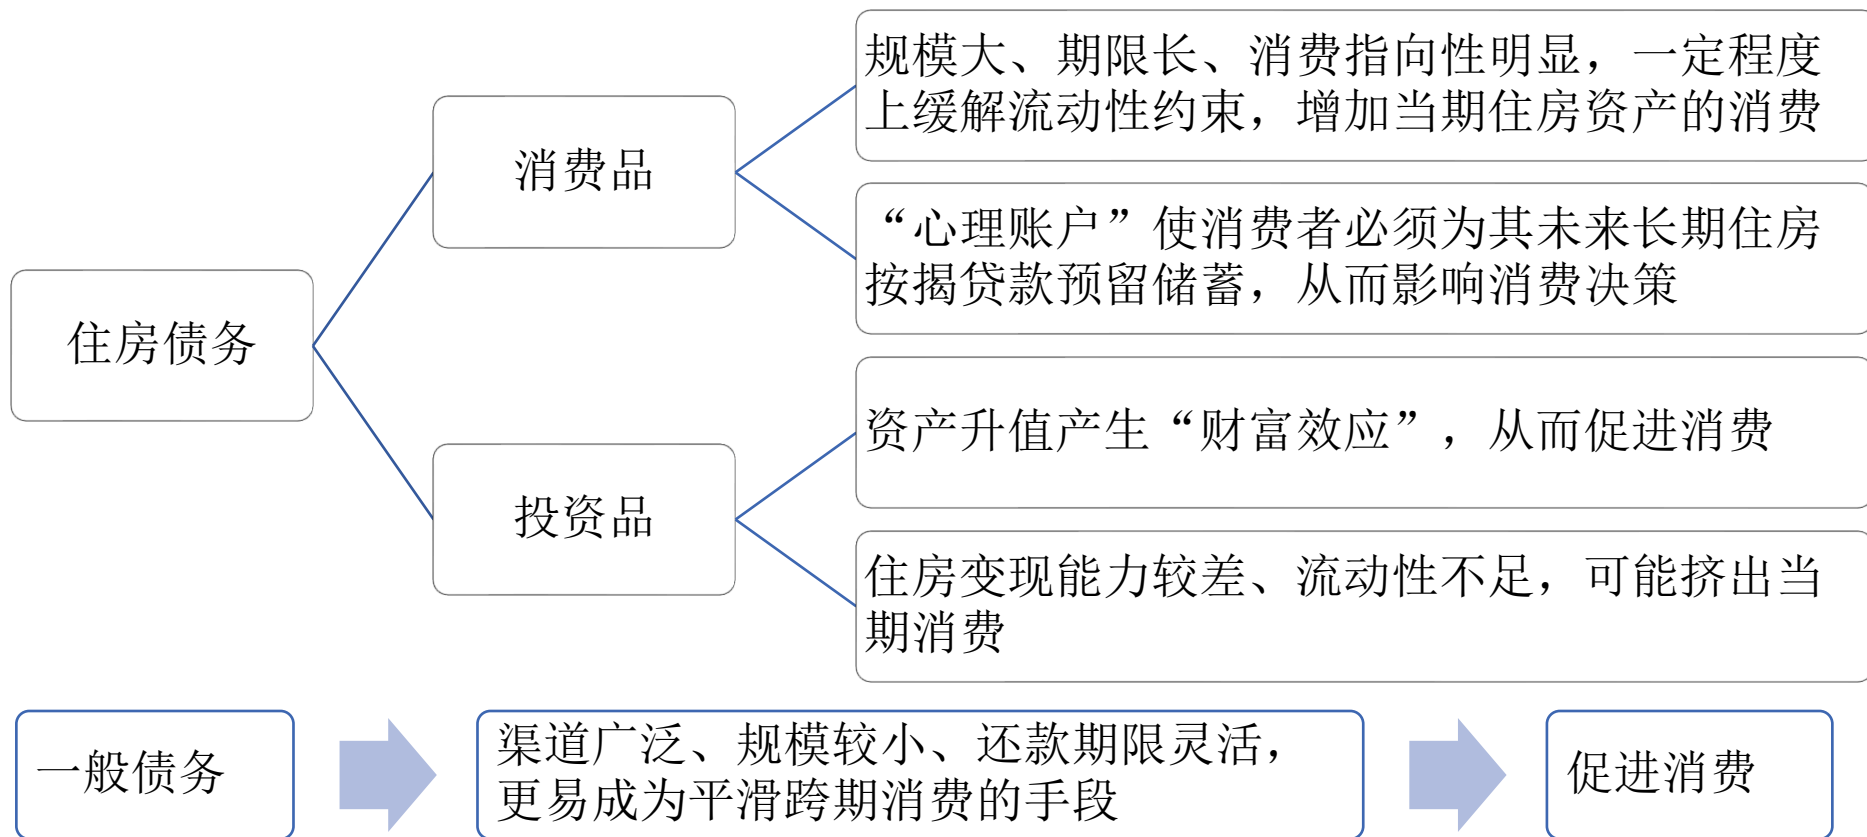 规模大、期限长、消费指向性明显，一定程度
上缓解流动性约束，增加当期住房资产的消费
消费品
“心理账户”使消费者必须为其未来长期住房
按揭贷款预留储蓄，从而影响消费决策
住房债务
资产升值产生“财富效应”，从而促进消费
投资品
住房变现能力较差、流动性不足，可能挤出当
期消费
一般债务
渠道广泛、规模较小、还款期限灵活，
更易成为平滑跨期消费的手段
促进消费